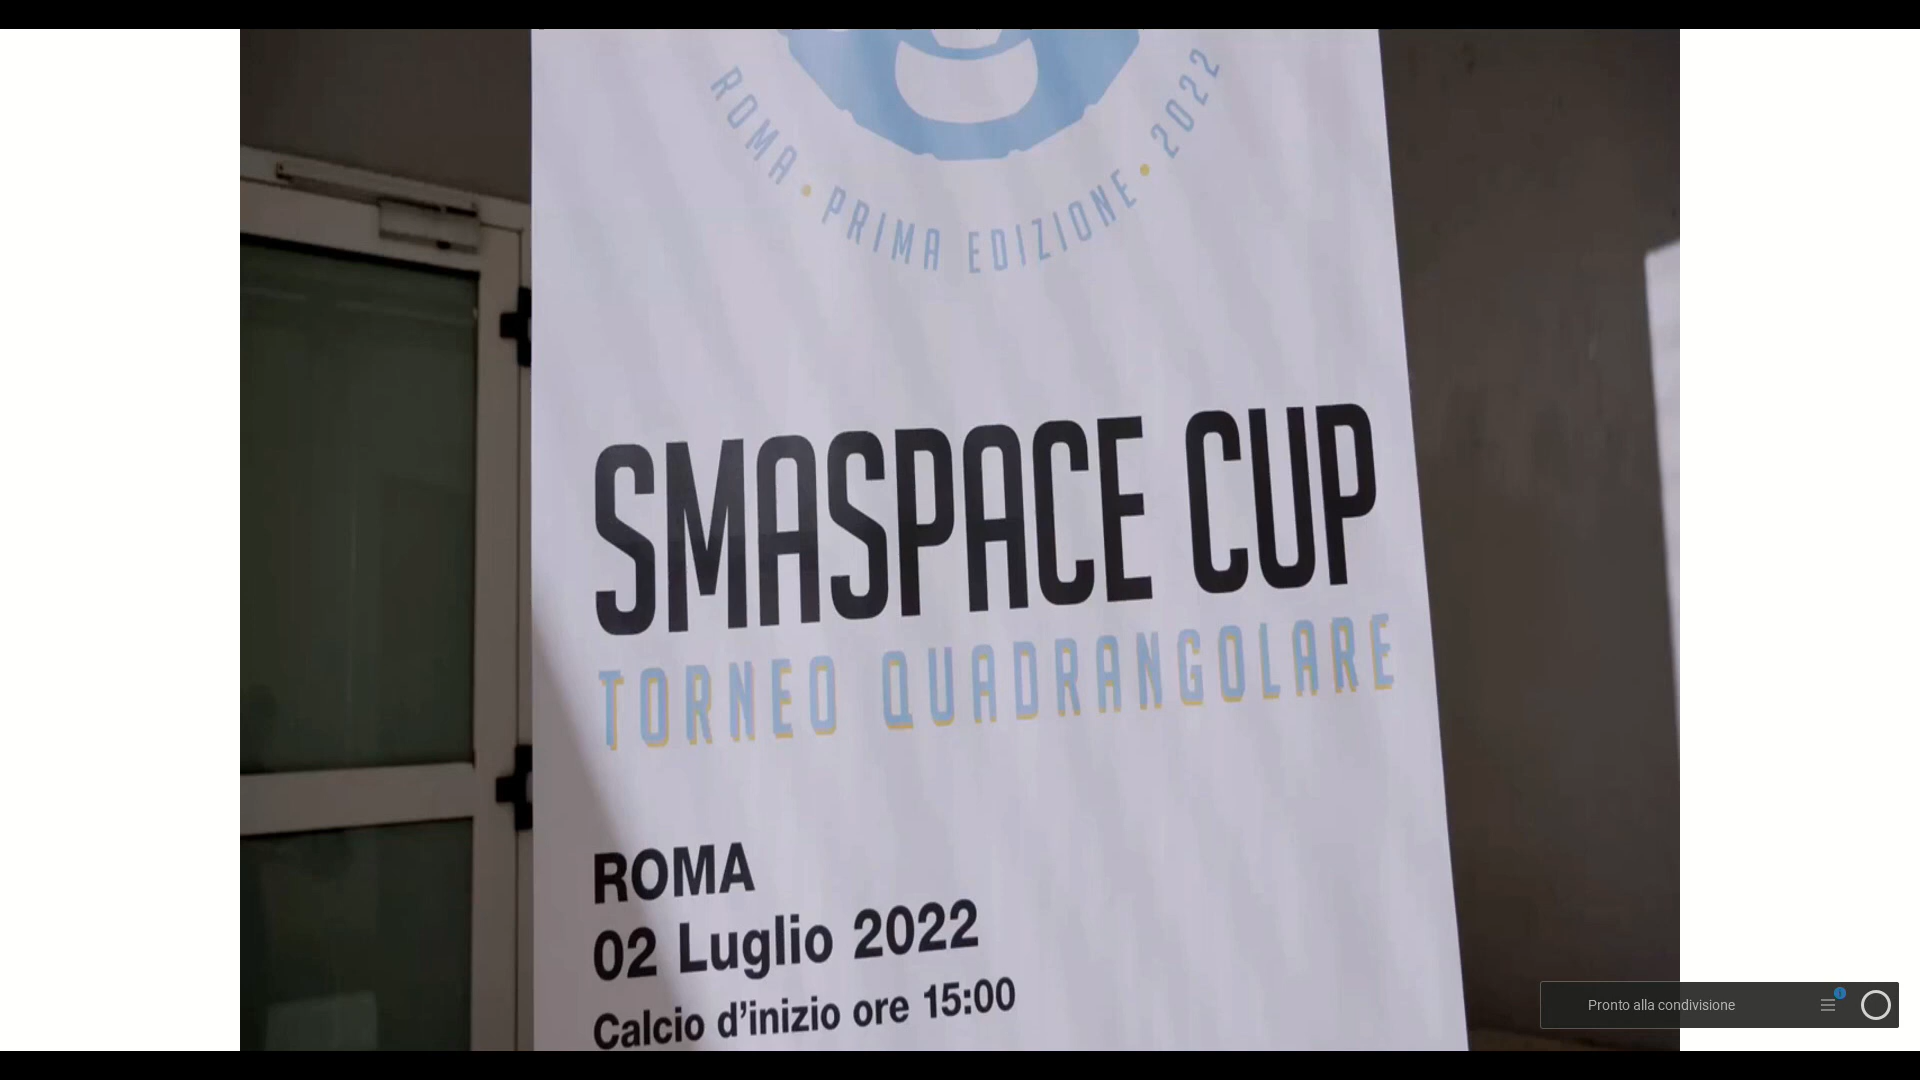 ROMA • PRIMA EDIZIONE • 2022
SMASPACE CUP
TORNEO QUADRANGOLARE
ROMA
02 Luglio 2022
Calcio d'inizio ore 15:00
Pronto alla condivisione
1